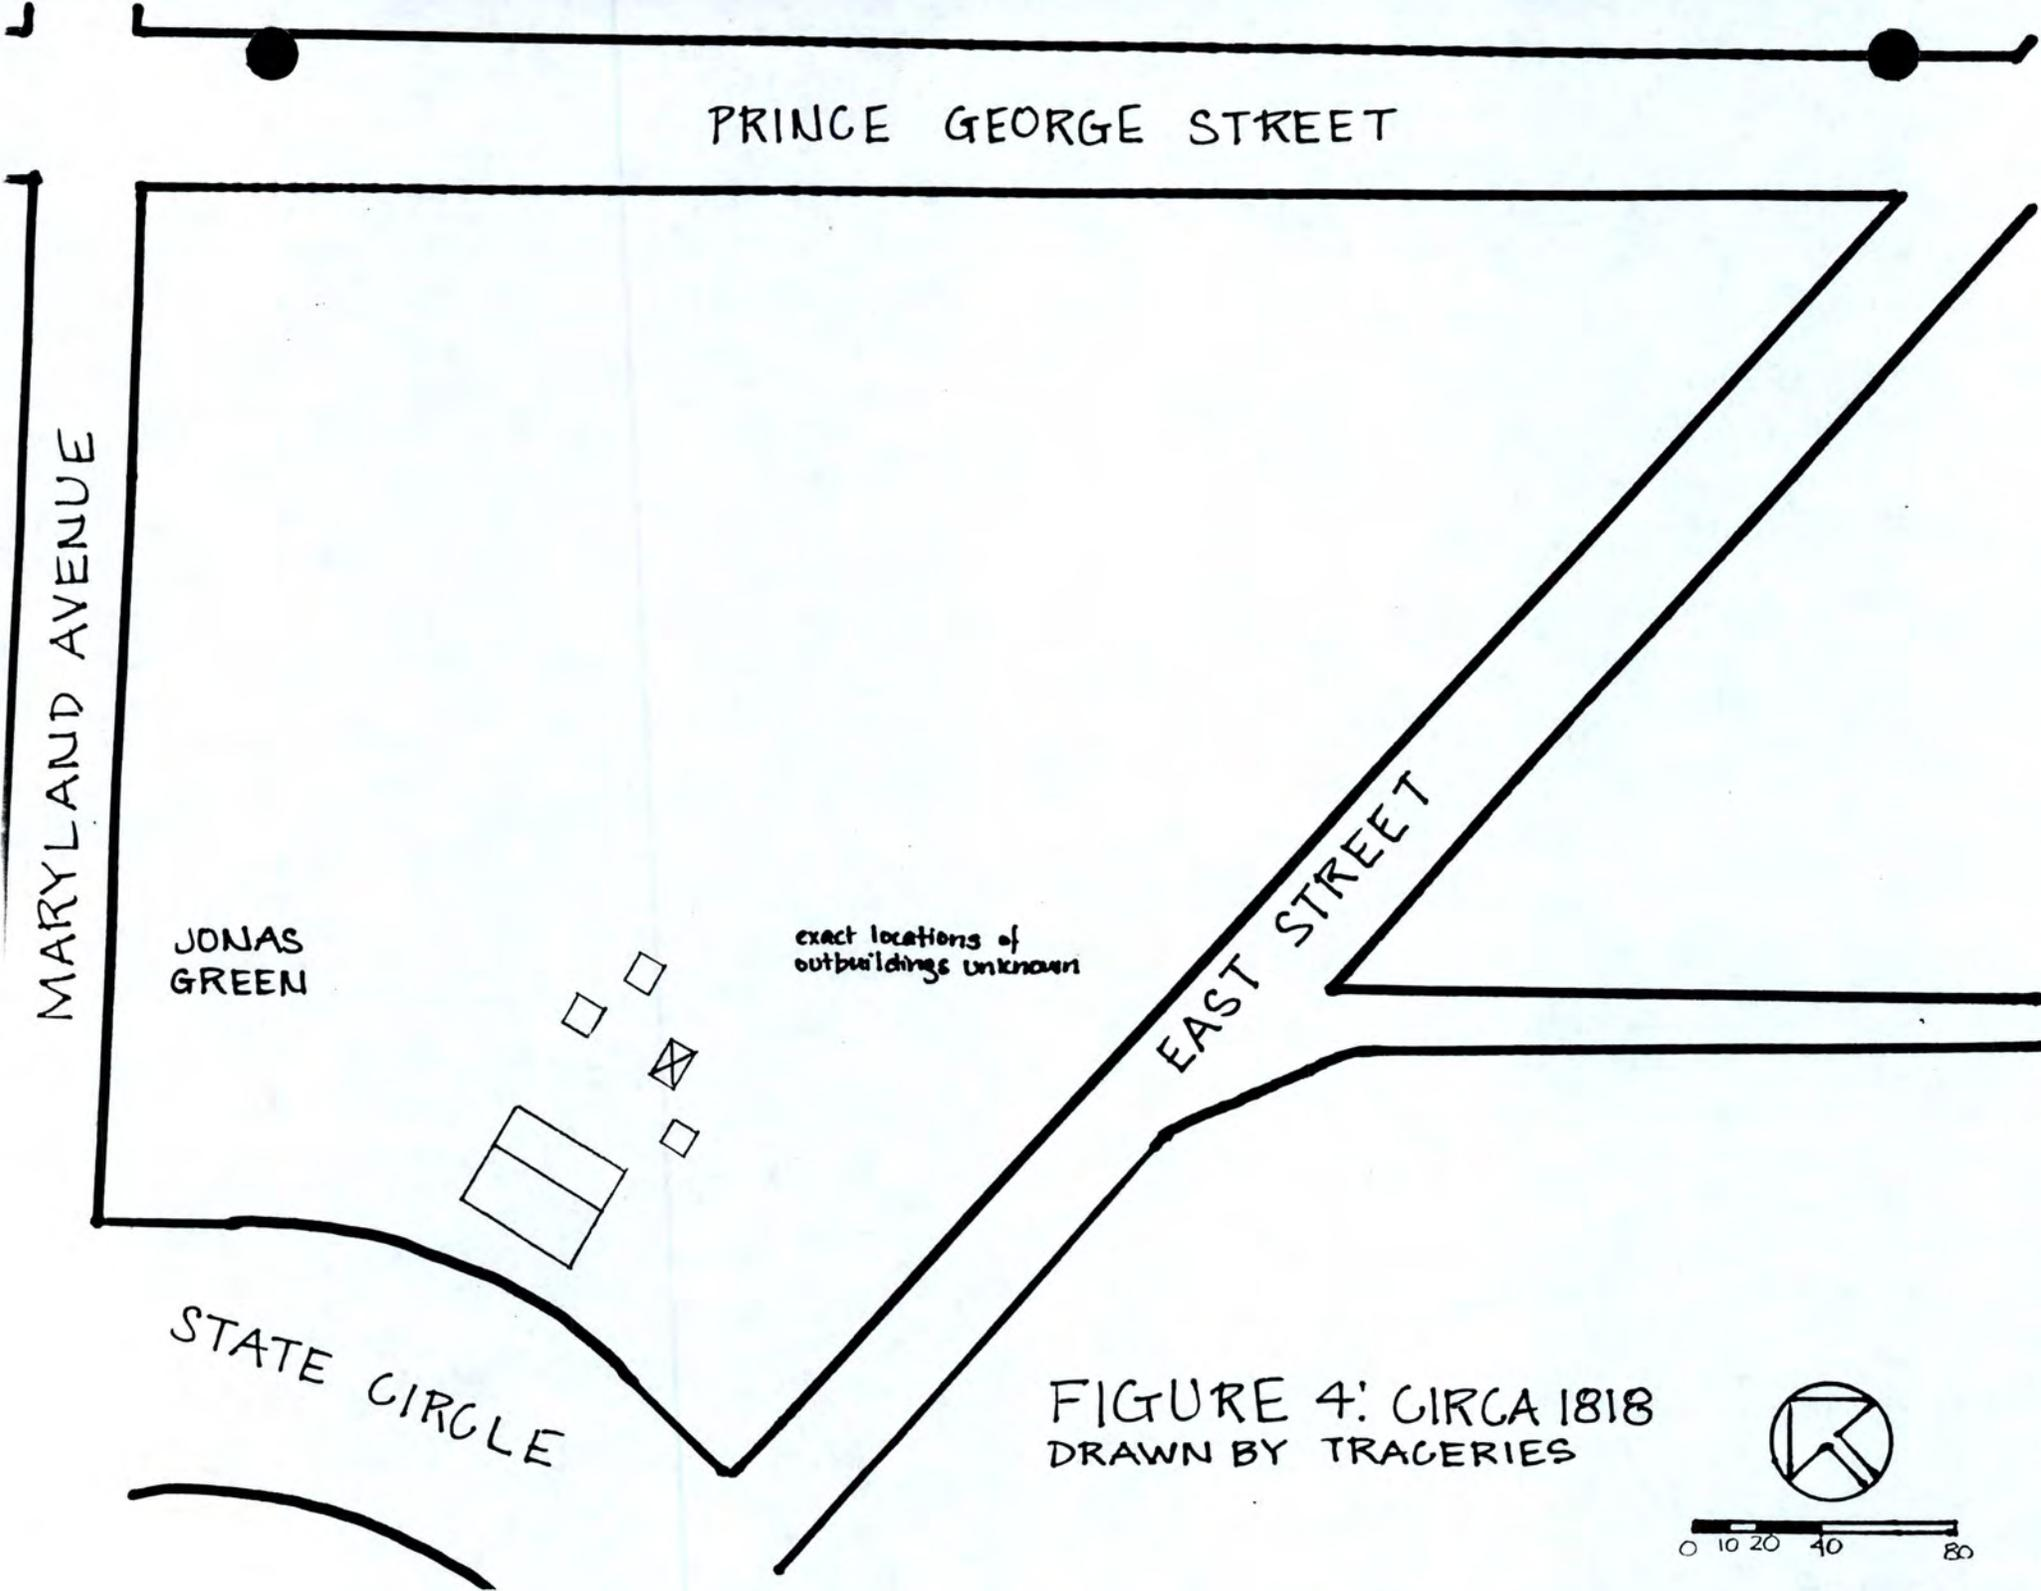 PRINCE GEORGE STREET
MARYLAND AVENUE
JONAS
GREEN
exact locations of
outbuildings unknown
EAST STREET
STATE CIRCLE
FIGURE 4: CIRCA 1818
DRAWN BY TRACERIES
0 10 20 40 80